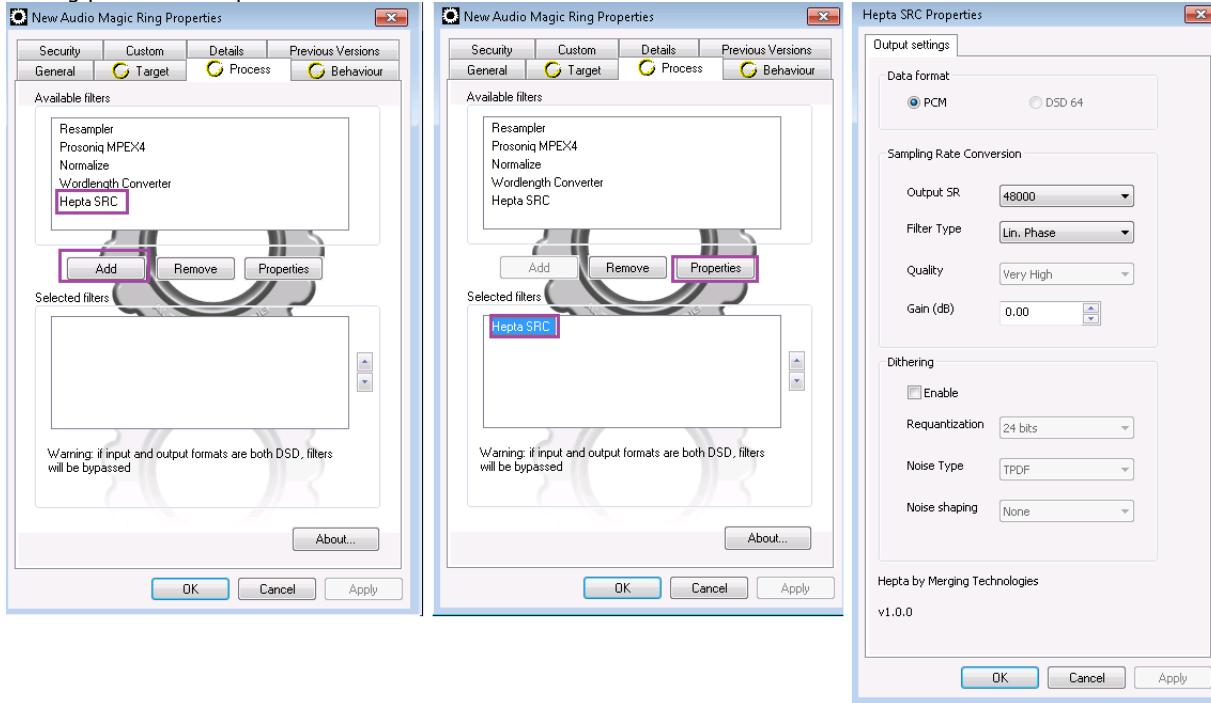 New Audio Magic Ring Properties
Security Custom Details Previous Versions
General Target Process Behaviour
Available filters
Resampler
Prosoniq MPEX4
Normalize
Wordlength Converter
Hepta SRC
Add Remove Properties
Selected filters
Warning: if input and output formats are both DSD, filters
will be bypassed
About...
OK Cancel Apply
New Audio Magic Ring Properties
Security Custom Details Previous Versions
General Target Process Behaviour
Available filters
Resampler
Prosoniq MPEX4
Normalize
Wordlength Converter
Hepta SRC
Add Remove Properties
Selected filters
Hepta SRC
Warning: if input and output formats are both DSD, filters
will be bypassed
About...
OK Cancel Apply
Hepta SRC Properties
Output settings
Data format
PCM DSD 64
Sampling Rate Conversion
Output SR 48000
Filter Type Lin. Phase
Quality Very High
Gain (dB) 0.00
Dithering
Enable
Requantization 24 bits
Noise Type TPDF
Noise shaping None
Hepta by Merging Technologies
v1.0.0
OK Cancel Apply